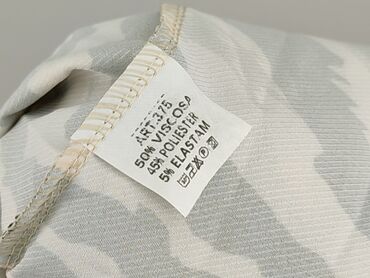 ART.375
50% VISCOSA
45% POLIESTER
5% ELASTAM